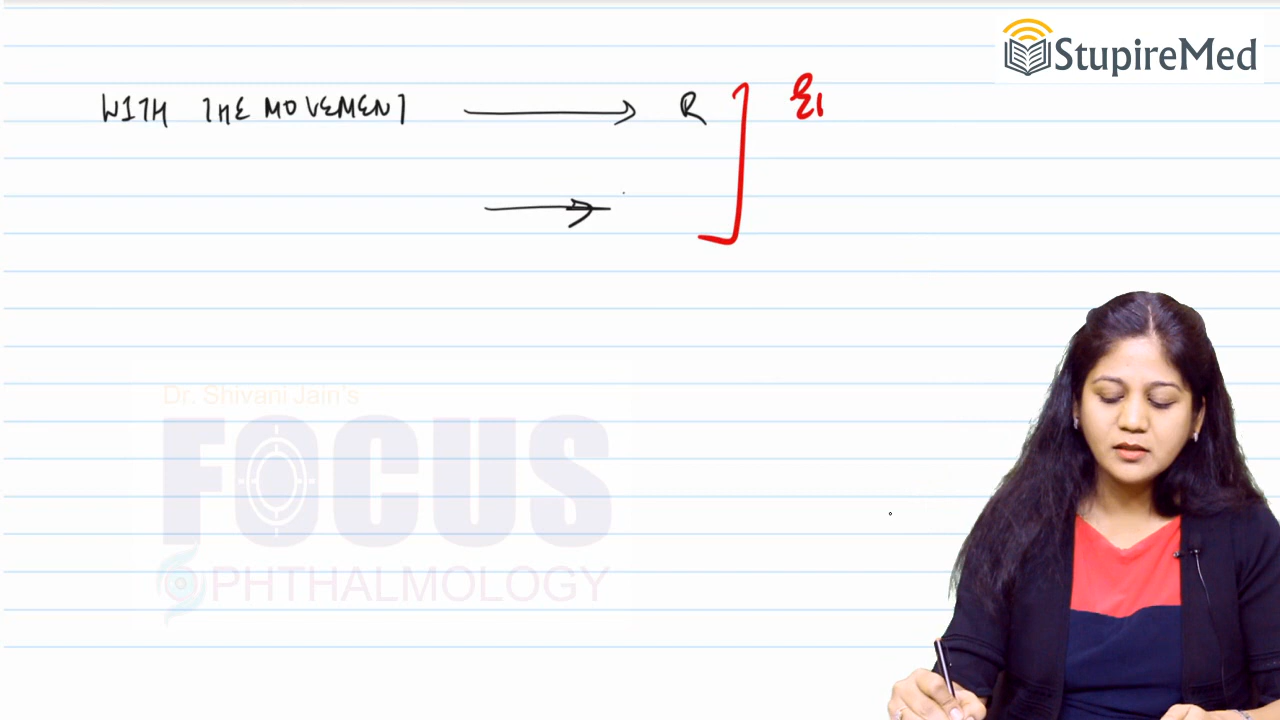 StupireMed
WITH THE MOVEMENT R
Dr. Shivani Jain's
FOCUS
OPHTHALMOLOGY